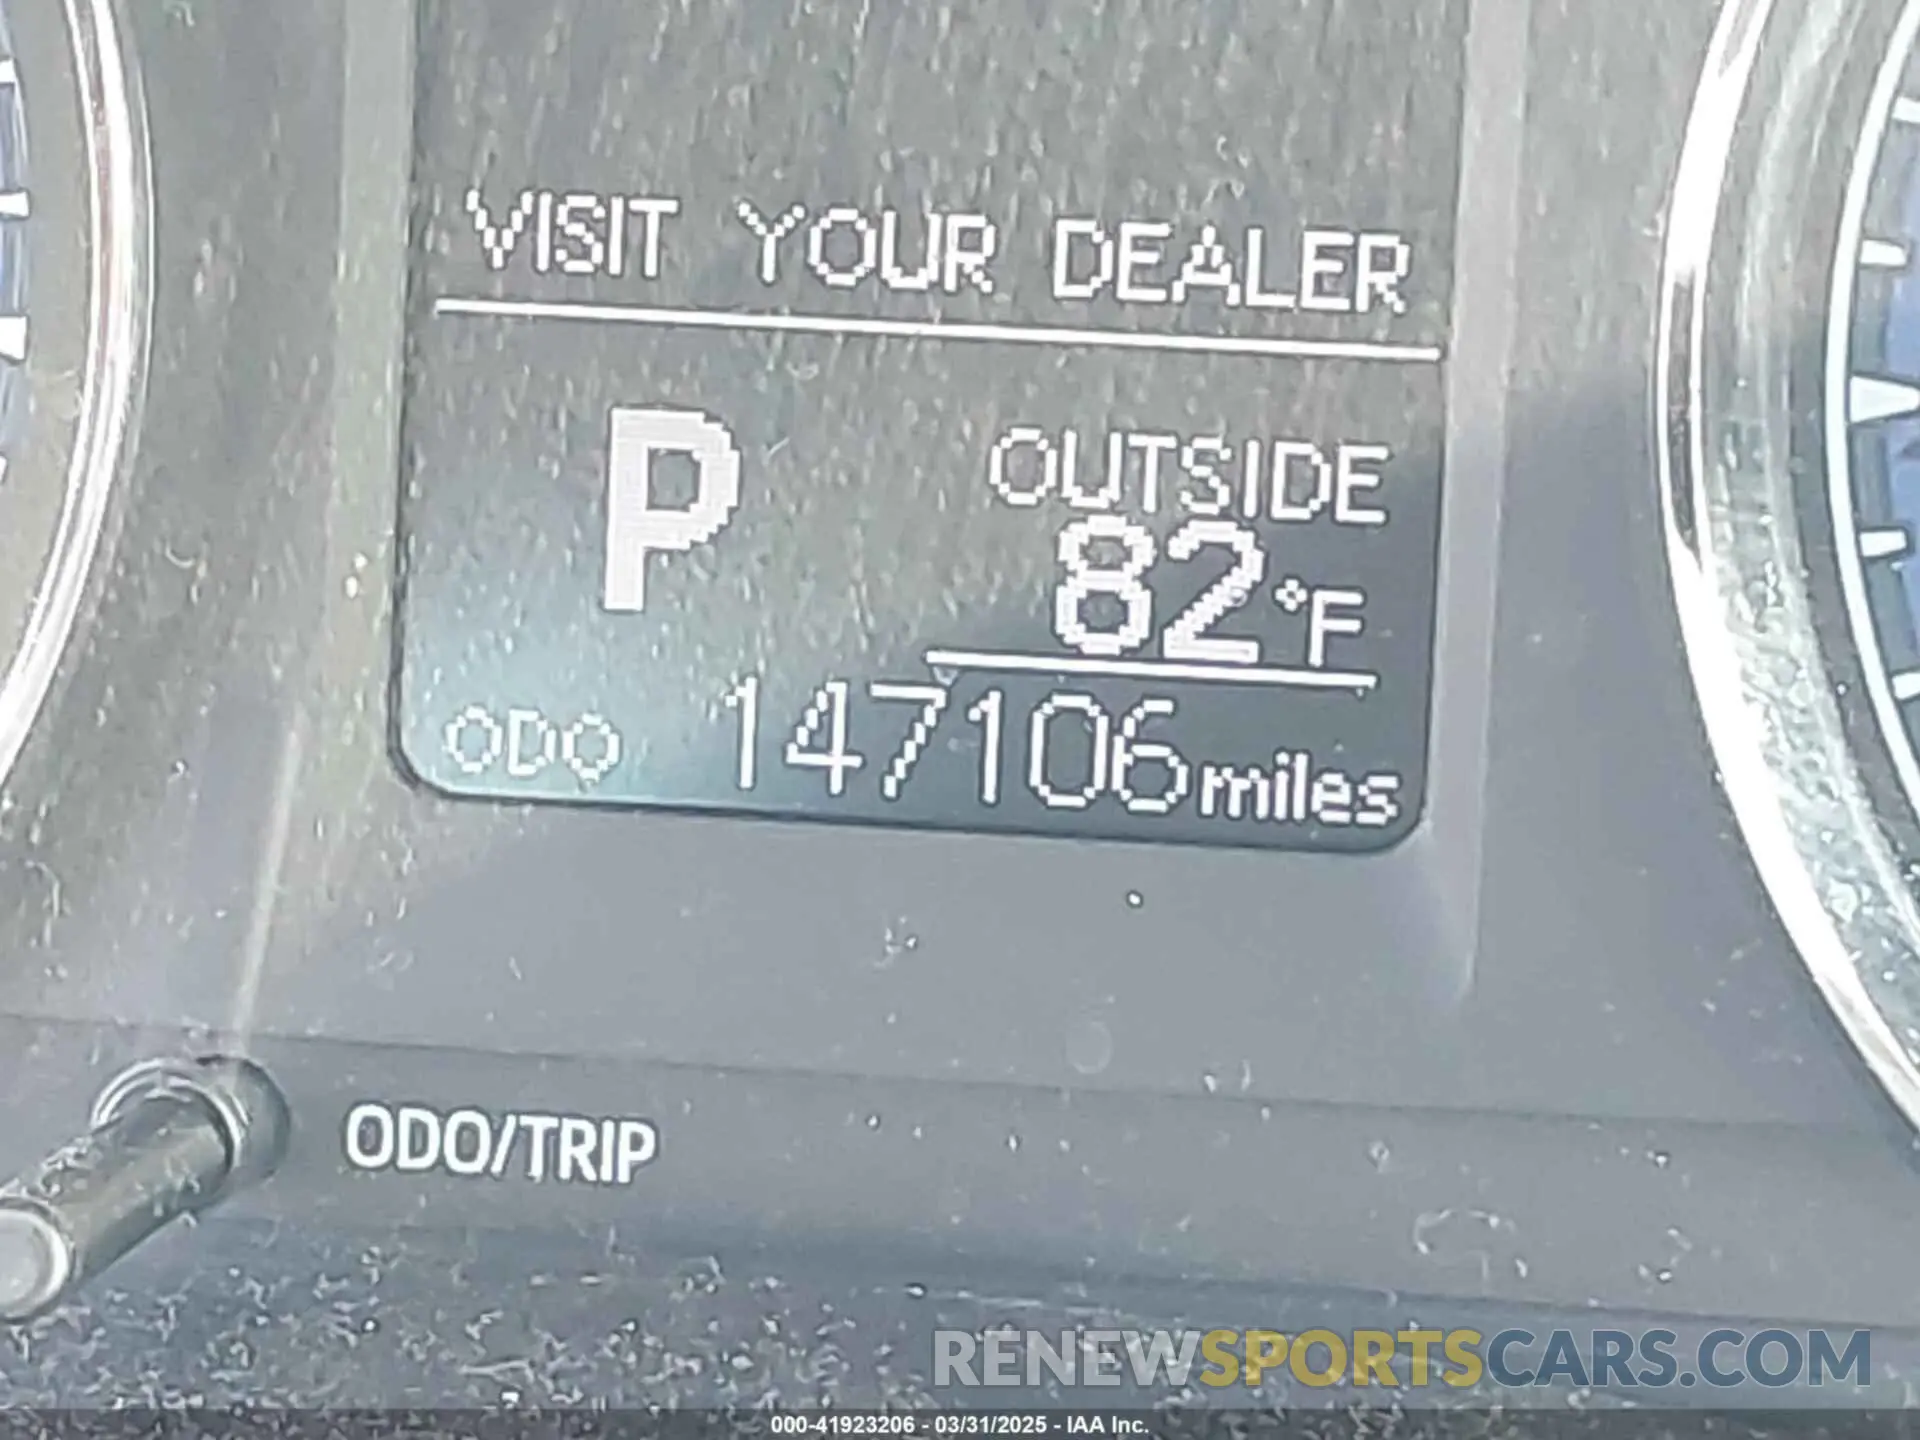 VISIT YOUR DEALER
P
OUTSIDE
82°F
ODO 147106 miles
ODO/TRIP
RENEWSPORTSCARS.COM
000-41923206 - 03/31/2025 - IAA Inc.